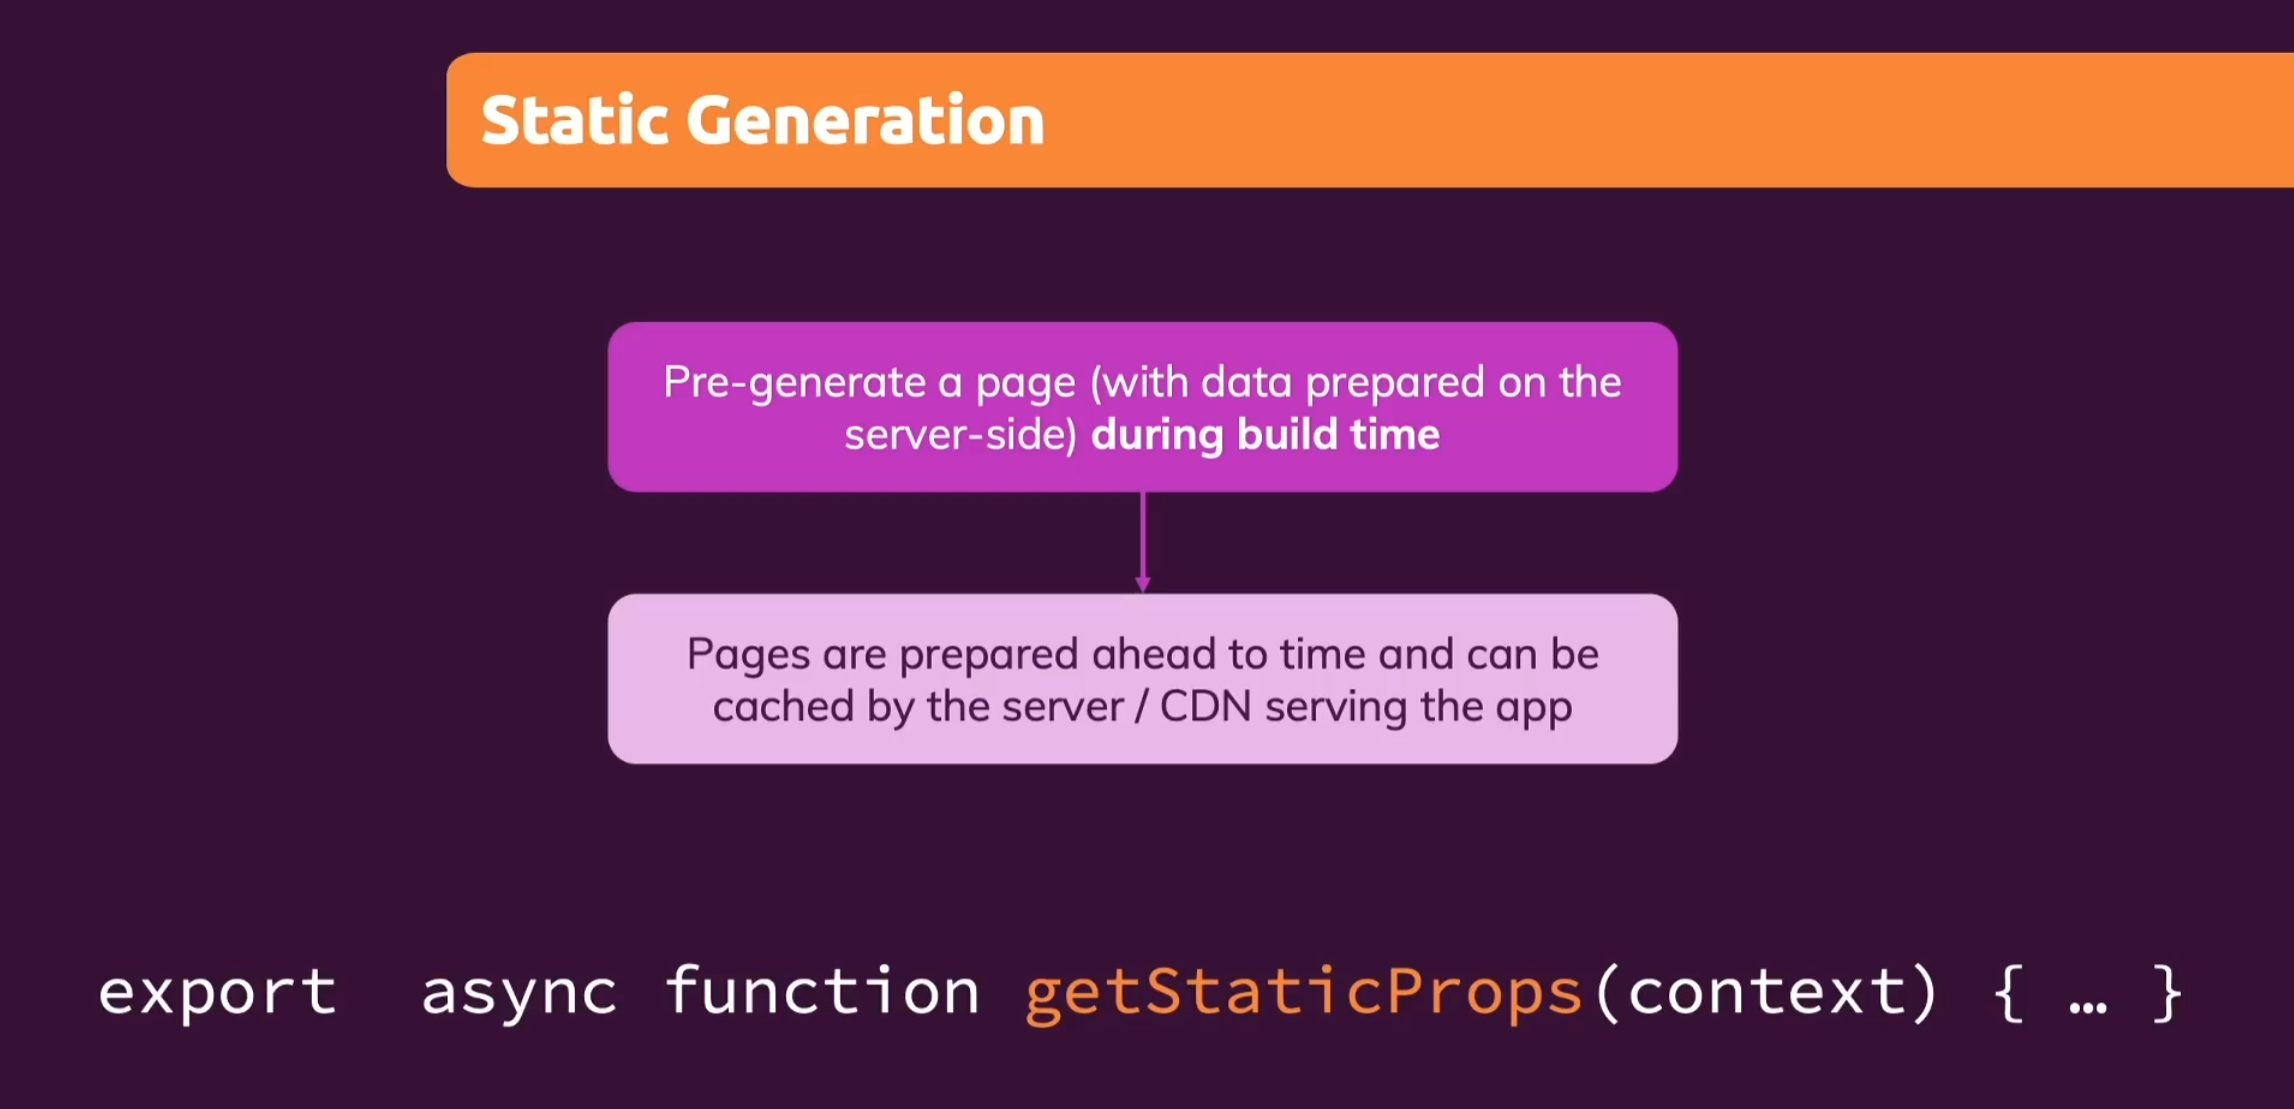 Static Generation
Pre-generate a page (with data prepared on the
server-side) during build time
Pages are prepared ahead to time and can be
cached by the server / CDN serving the app
export  async function getStaticProps(context) { … }